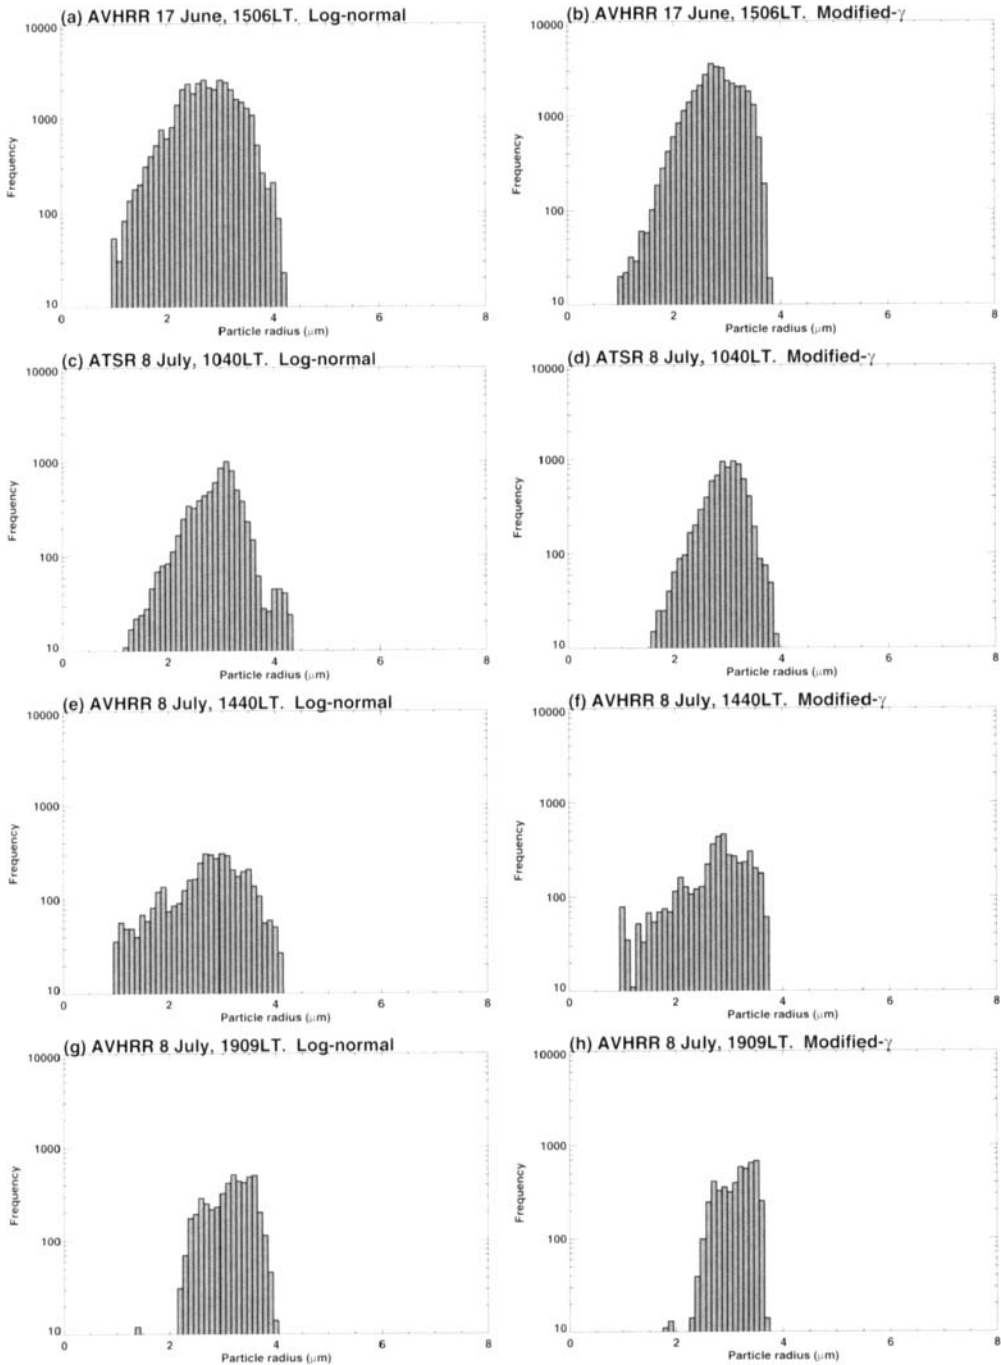 (a) AVHRR 17 June, 1506LT. Log-normal
10000
1000
100
10
Frequency
0 2 4 6 8
Particle radius (μm)
(b) AVHRR 17 June, 1506LT. Modified-γ
10000
1000
100
10
Frequency
0 2 4 6 8
Particle radius (μm)
(c) ATSR 8 July, 1040LT. Log-normal
10000
1000
100
10
Frequency
0 2 4 6 8
Particle radius (μm)
(d) ATSR 8 July, 1040LT. Modified-γ
10000
1000
100
10
Frequency
0 2 4 6 8
Particle radius (μm)
(e) AVHRR 8 July, 1440LT. Log-normal
10000
1000
100
10
Frequency
0 2 4 6 8
Particle radius (μm)
(f) AVHRR 8 July, 1440LT. Modified-γ
10000
1000
100
10
Frequency
0 2 4 6 8
Particle radius (μm)
(g) AVHRR 8 July, 1909LT. Log-normal
10000
1000
100
10
Frequency
0 2 4 6 8
Particle radius (μm)
(h) AVHRR 8 July, 1909LT. Modified-γ
10000
1000
100
10
Frequency
0 2 4 6 8
Particle radius (μm)